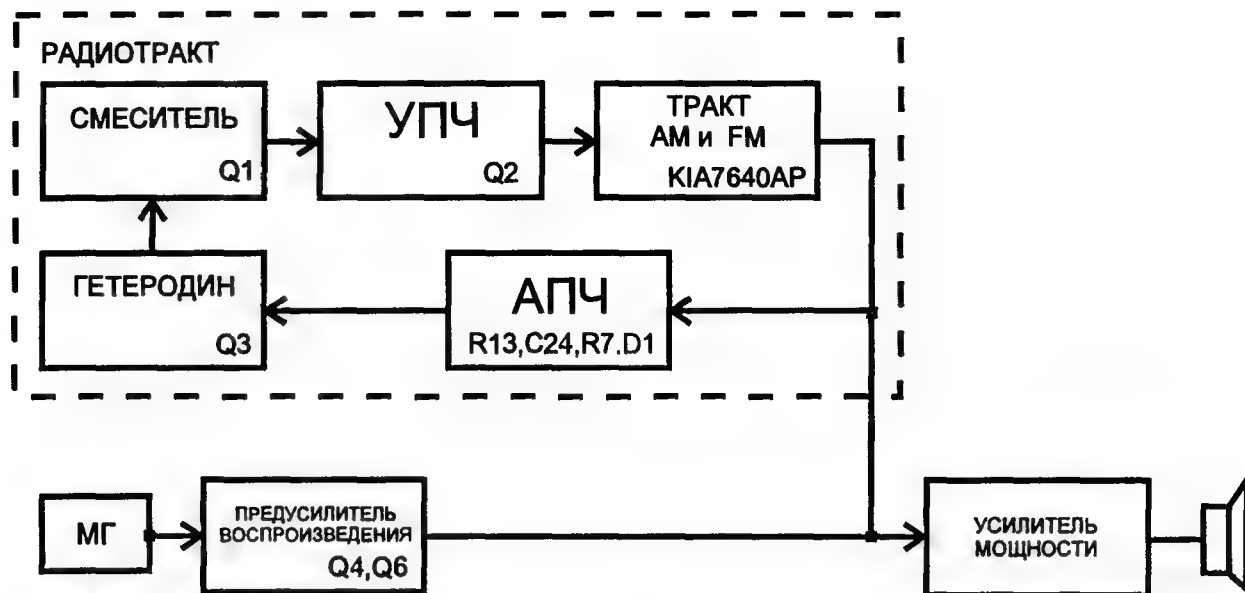 РАДИОТРАКТ
СМЕСИТЕЛЬ
Q1
УПЧ
Q2
ТРАКТ
АМ и FM
KIA7640AP
ГЕТЕРОДИН
Q3
АПЧ
R13,C24,R7.D1
МГ
ПРЕДУСИЛИТЕЛЬ
ВОСПРОИЗВЕДЕНИЯ
Q4,Q6
УСИЛИТЕЛЬ
МОЩНОСТИ